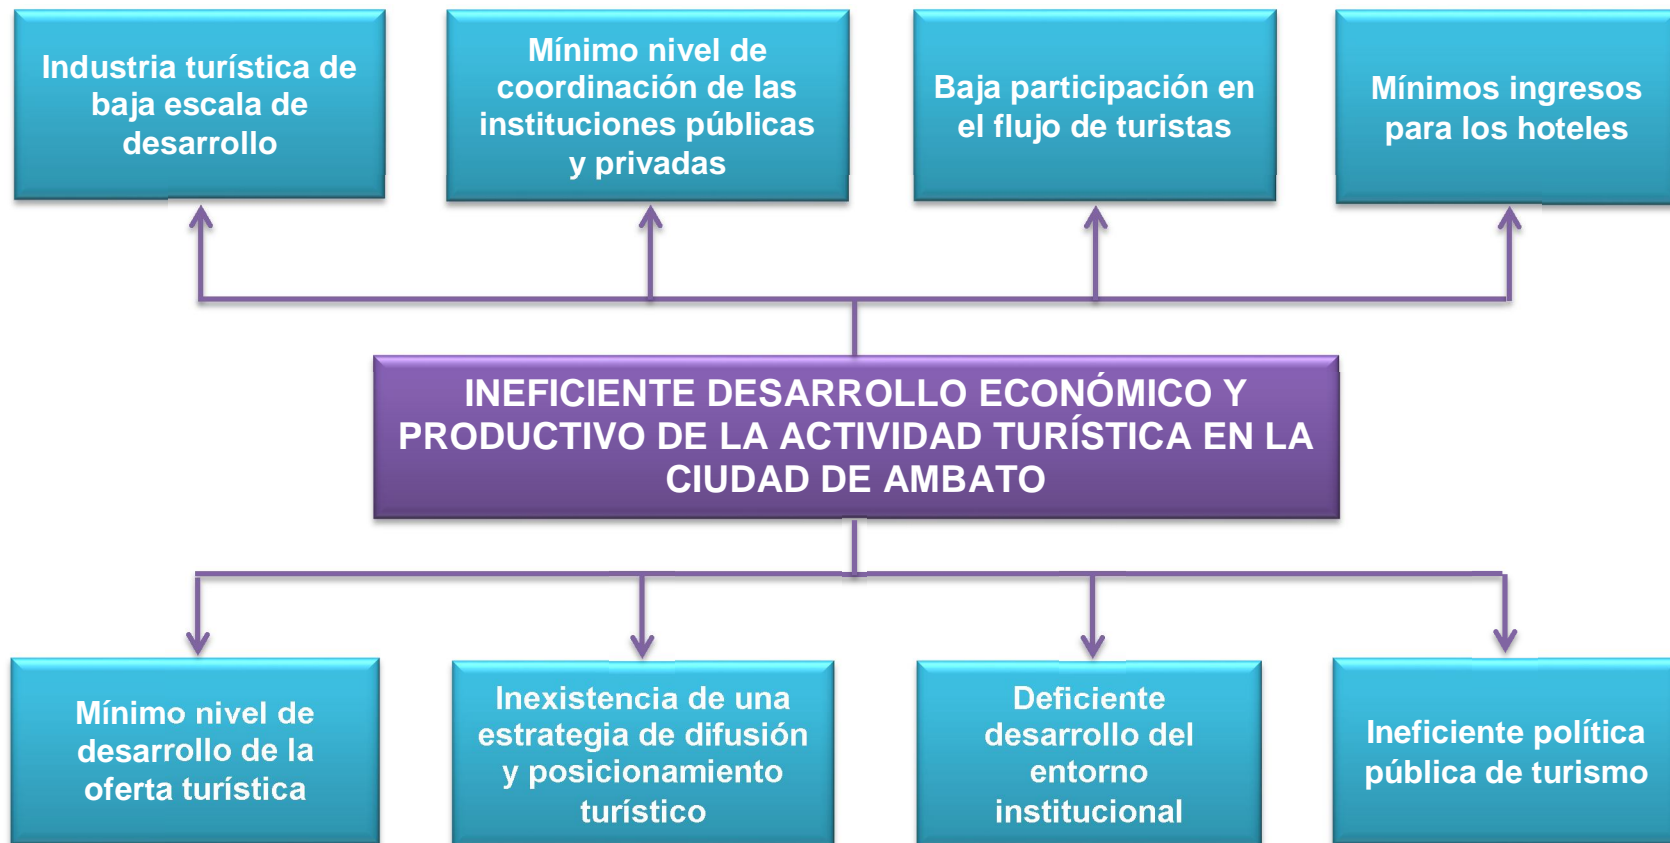 Industria turística de
baja escala de
desarrollo
Mínimo nivel de
coordinación de las
instituciones públicas
y privadas
Baja participación en
el flujo de turistas
Mínimos ingresos
para los hoteles
INEFICIENTE DESARROLLO ECONÓMICO Y
PRODUCTIVO DE LA ACTIVIDAD TURÍSTICA EN LA
CIUDAD DE AMBATO
Mínimo nivel de
desarrollo de la
oferta turística
Inexistencia de una
estrategia de difusión
y posicionamiento
turístico
Deficiente
desarrollo del
entorno
institucional
Ineficiente política
pública de turismo